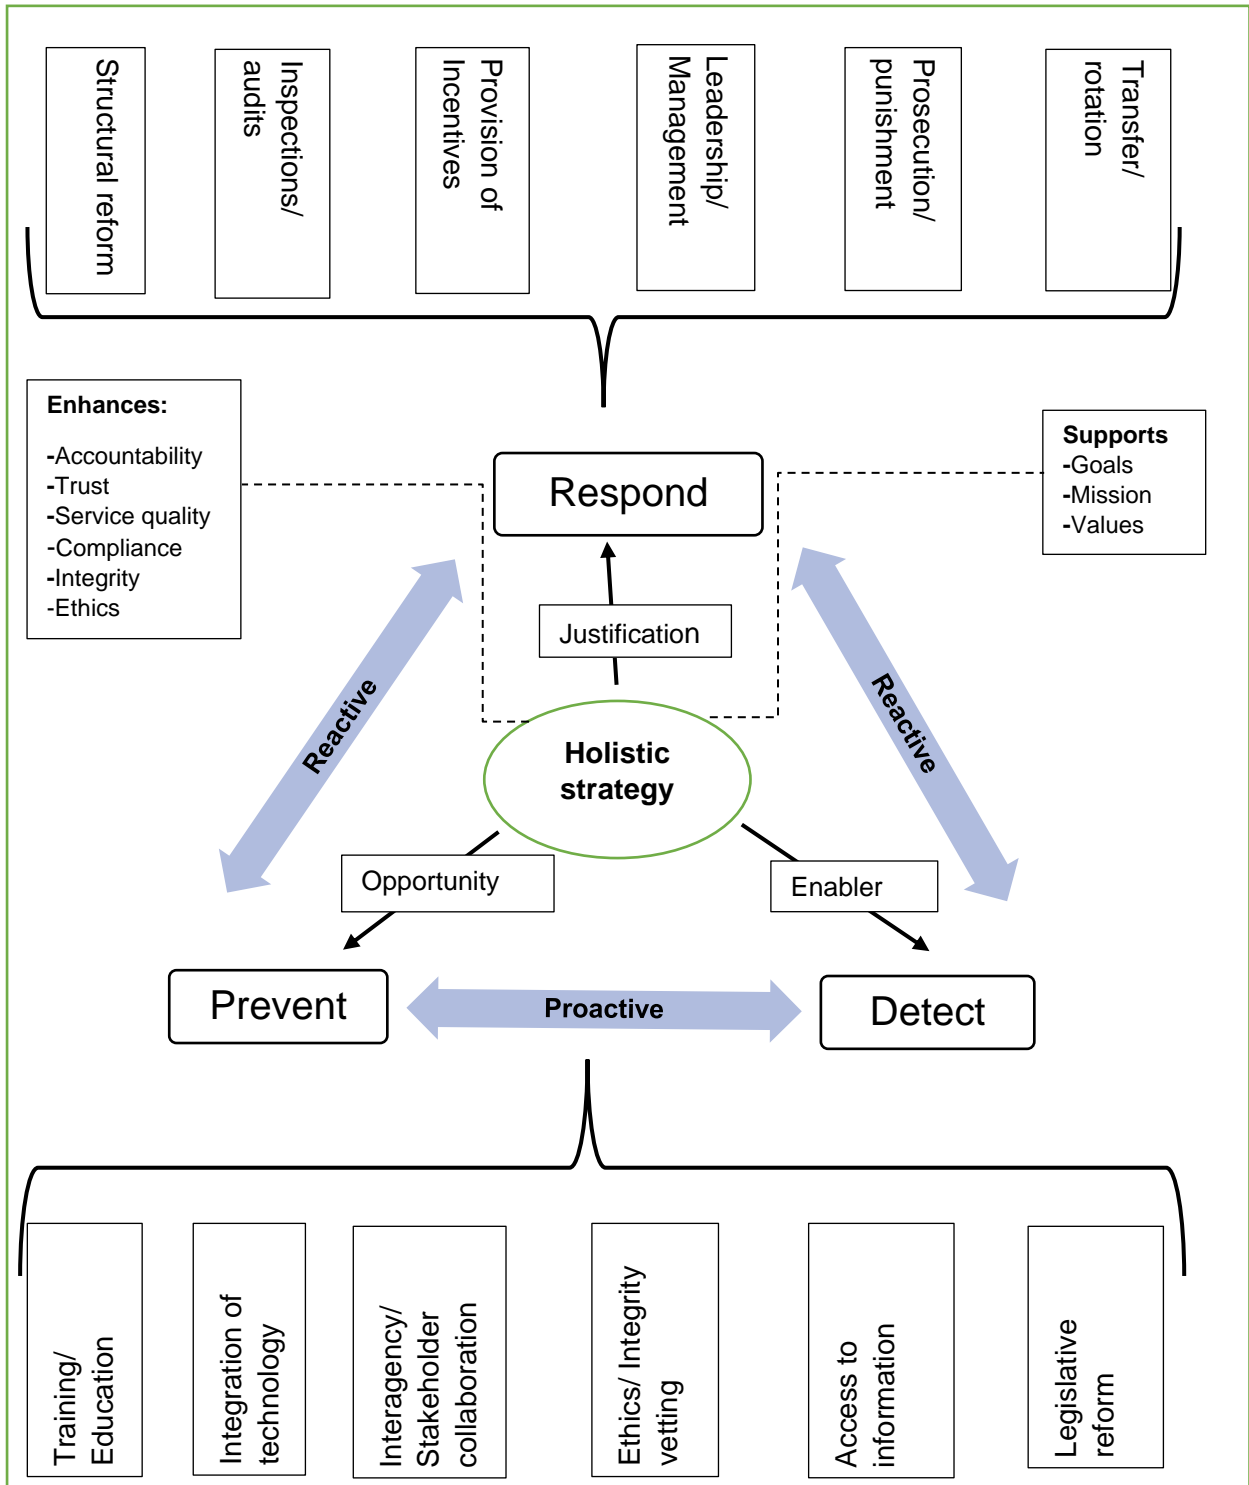 Structural reform
Inspections/
audits
Provision of
Incentives
Leadership/
Management
Prosecution/
punishment
Transfer/
rotation
Enhances:
-Accountability
-Trust
-Service quality
-Compliance
-Integrity
-Ethics
Supports
-Goals
-Mission
-Values
Respond
Justification
Reactive
Reactive
Holistic
strategy
Opportunity
Enabler
Prevent
Proactive
Detect
Training/
Education
Integration of
technology
Interagency/
Stakeholder
collaboration
Ethics/ Integrity
vetting
Access to
information
Legislative
reform